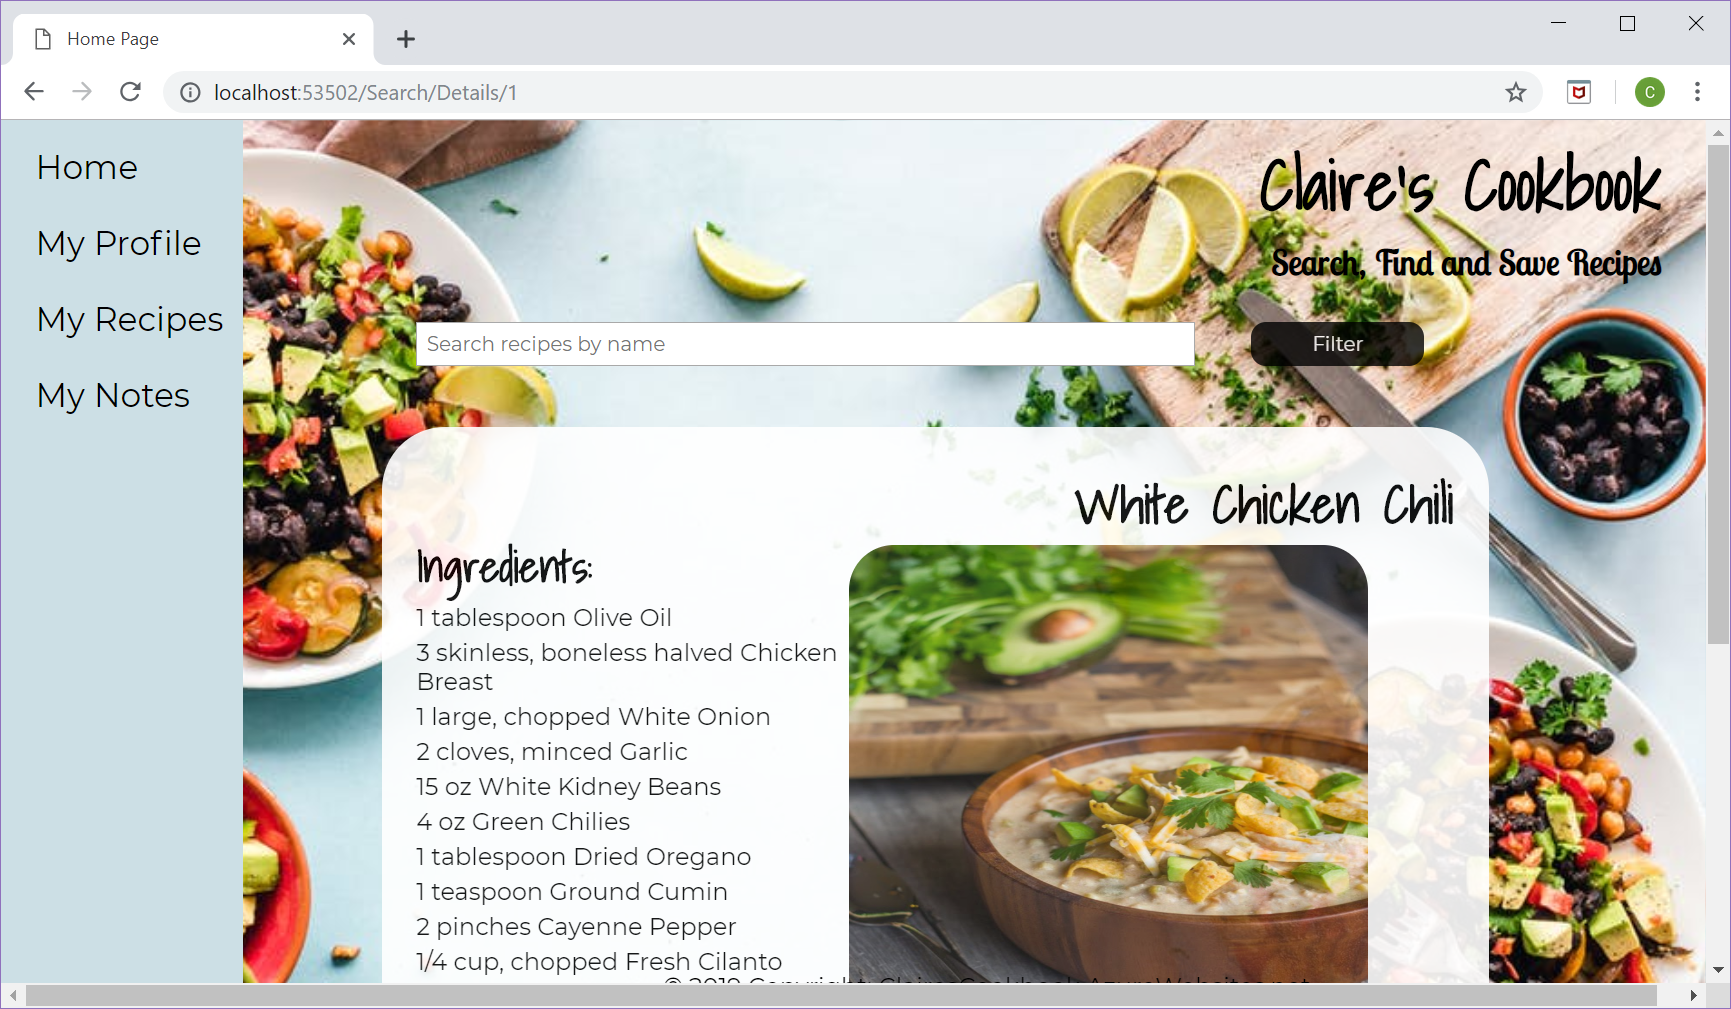 Home Page
localhost:53502/Search/Details/1
C
Home
My Profile
My Recipes
My Notes
Claire's Cookbook
Search, Find and Save Recipes
Search recipes by name
Filter
White Chicken Chili
Ingredients:
1 tablespoon Olive Oil
3 skinless, boneless halved Chicken
Breast
1 large, chopped White Onion
2 cloves, minced Garlic
15 oz White Kidney Beans
4 oz Green Chilies
1 tablespoon Dried Oregano
1 teaspoon Ground Cumin
2 pinches Cayenne Pepper
1/4 cup, chopped Fresh Cilanto